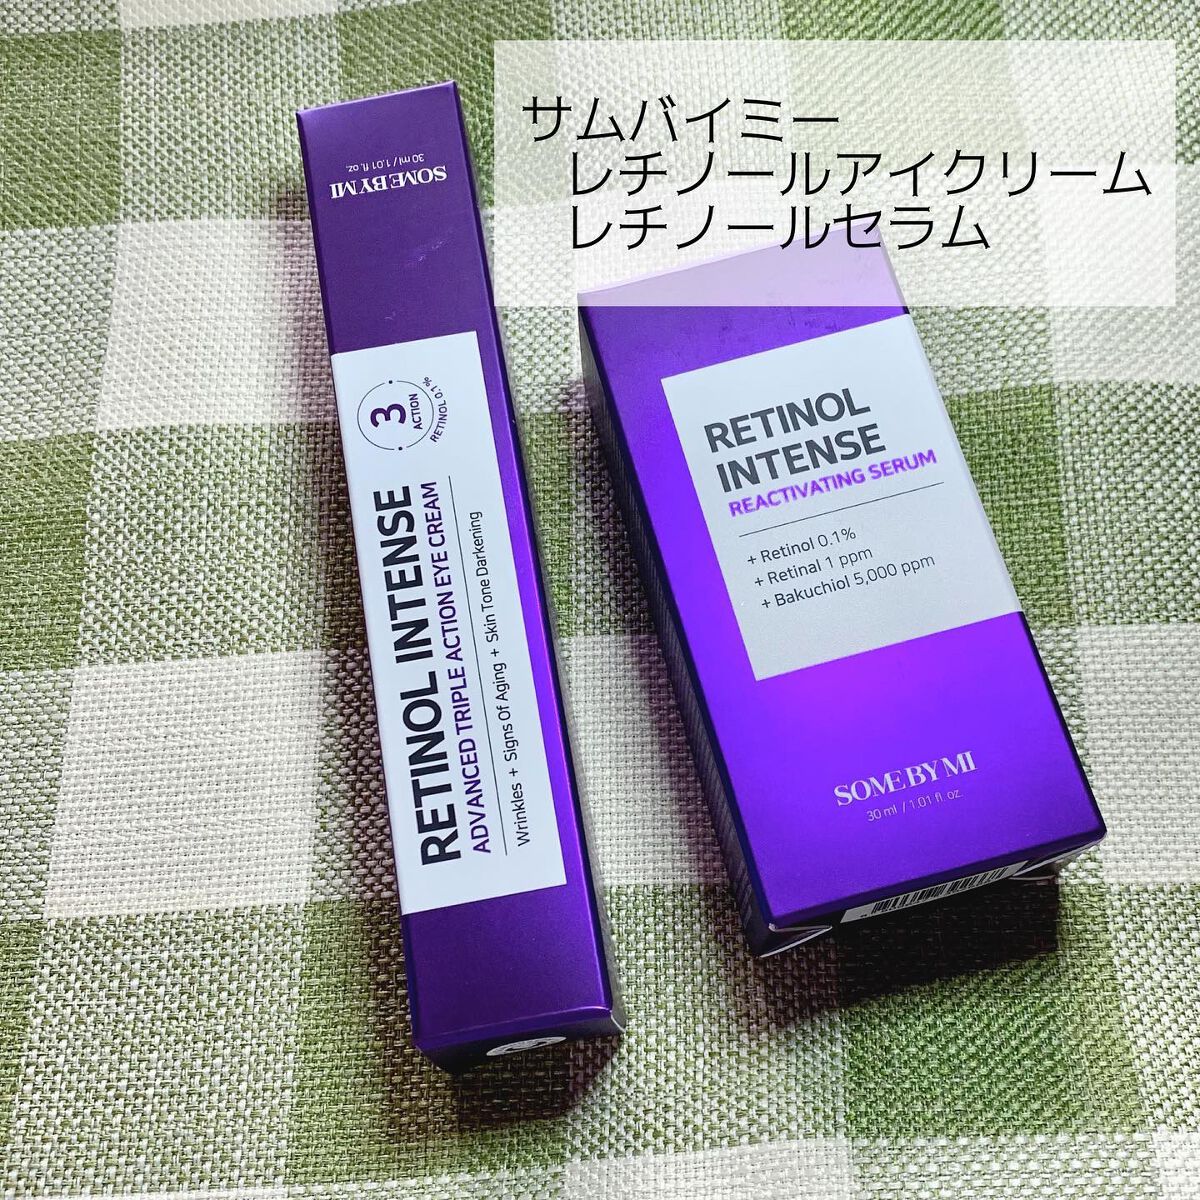 サムバイミー
レチノールアイクリーム
レチノールセラム
SOME BY MI
30 ml / 1.01 fl. oz.
3
ACTION
RETINOL 0.1%
RETINOL INTENSE
ADVANCED TRIPLE ACTION EYE CREAM
Wrinkles + Signs Of Aging + Skin Tone Darkening
RETINOL
INTENSE
REACTIVATING SERUM
+ Retinol 0.1%
+ Retinal 1 ppm
+ Bakuchiol 5,000 ppm
SOME BY MI
30 ml / 1.01 fl. oz.